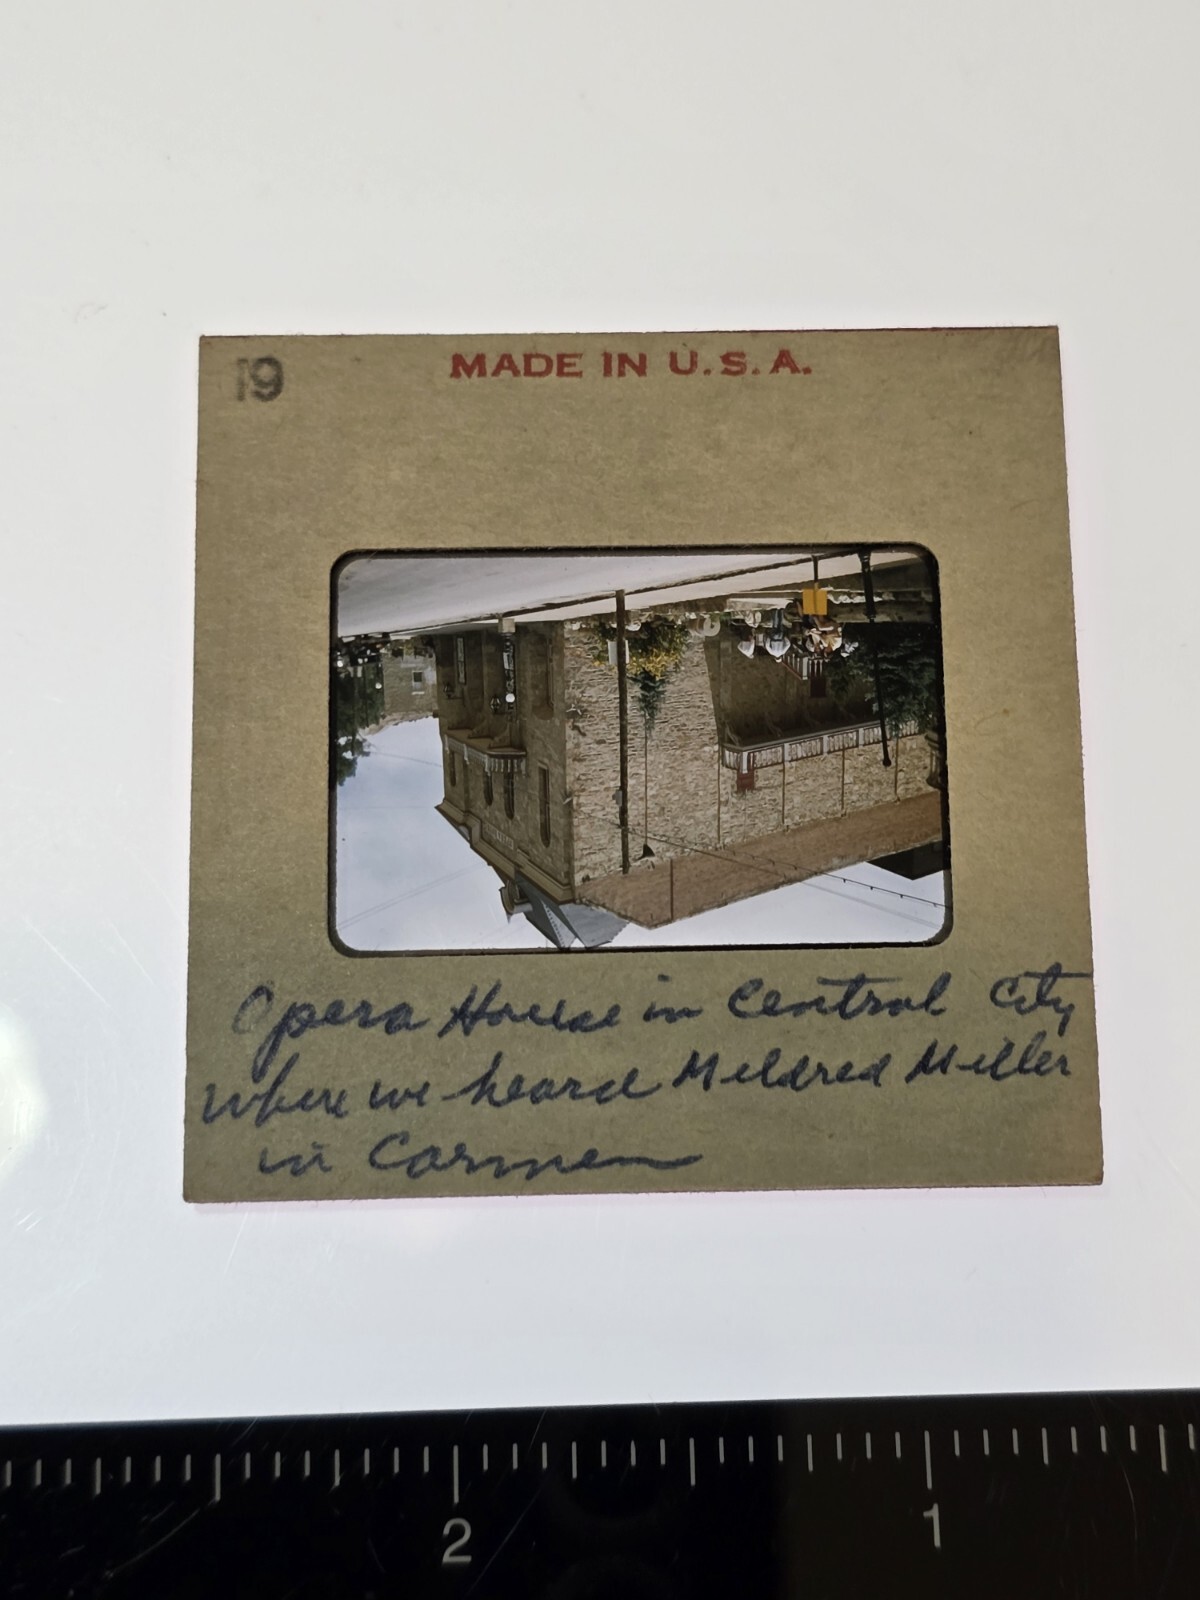 19
MADE IN U.S.A.
Opera House in Central City
where we heard Mildred Miller
in Carmen
2
1